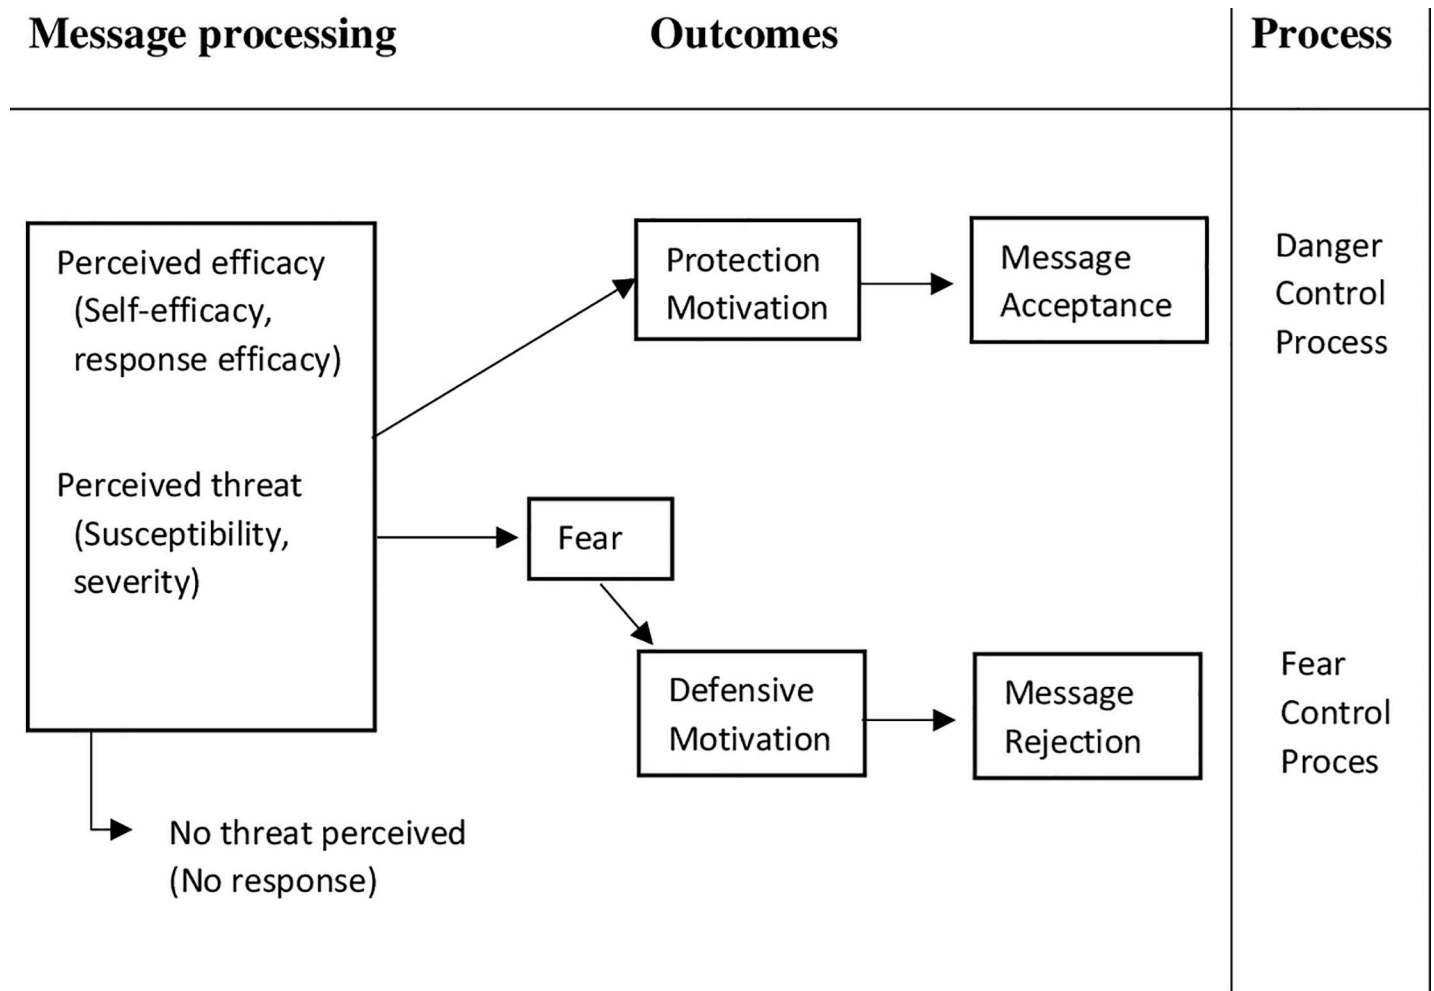 Message processing
Outcomes
Process
Perceived efficacy
(Self-efficacy,
response efficacy)
Perceived threat
(Susceptibility,
severity)
Protection
Motivation
Message
Acceptance
Danger
Control
Process
Fear
Defensive
Motivation
Message
Rejection
Fear
Control
Proces
No threat perceived
(No response)